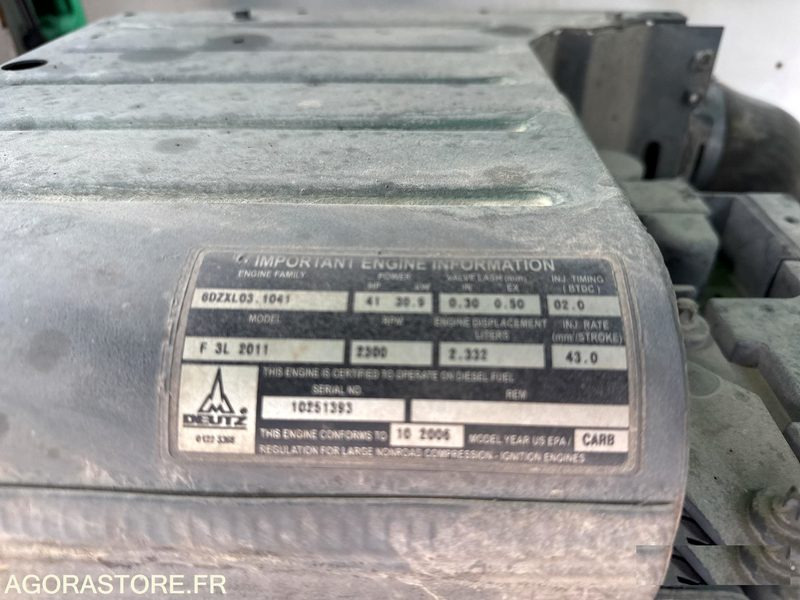 IMPORTANT ENGINE INFORMATION
ENGINE FAMILY POWER VALVE LASH (mm) INJ. TIMING
HP kW IN EX (BTDC)
6DZXL03.1041 41 30.9 0.30 0.50 02.0
MODEL RPM ENGINE DISPLACEMENT INJ. RATE
LITERS (mm/STROKE)
F 3L 2011 2300 2.332 43.0
THIS ENGINE IS CERTIFIED TO OPERATE ON DIESEL FUEL
SERIAL NO REM
10251393
DEUTZ
THIS ENGINE CONFORMS TO 10 2006 MODEL YEAR US EPA / CARB
0122 3368
REGULATION FOR LARGE NONROAD COMPRESSION - IGNITION ENGINES
AGORASTORE.FR